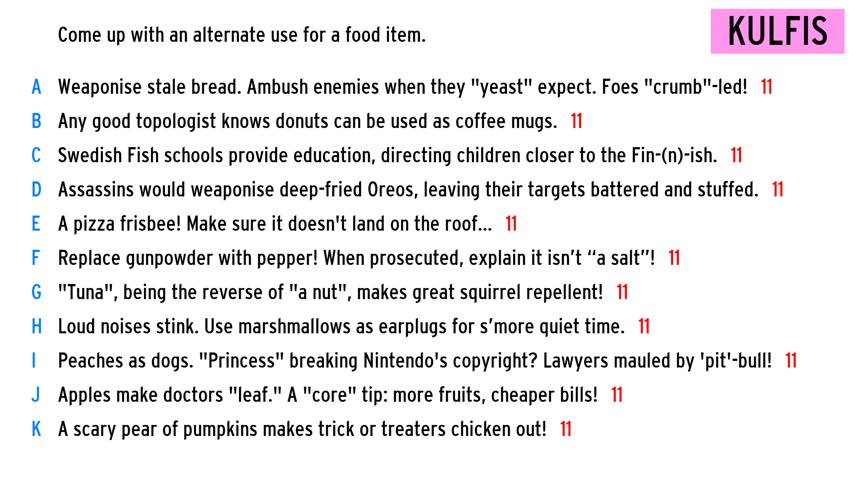 Come up with an alternate use for a food item.
KULFIS
A Weaponise stale bread. Ambush enemies when they "yeast" expect. Foes "crumb"-led! 11
B Any good topologist knows donuts can be used as coffee mugs. 11
C Swedish Fish schools provide education, directing children closer to the Fin-(n)-ish. 11
D Assassins would weaponise deep-fried Oreos, leaving their targets battered and stuffed. 11
E A pizza frisbee! Make sure it doesn't land on the roof... 11
F Replace gunpowder with pepper! When prosecuted, explain it isn’t “a salt”! 11
G "Tuna", being the reverse of "a nut", makes great squirrel repellent! 11
H Loud noises stink. Use marshmallows as earplugs for s’more quiet time. 11
I Peaches as dogs. "Princess" breaking Nintendo's copyright? Lawyers mauled by 'pit'-bull! 11
J Apples make doctors "leaf." A "core" tip: more fruits, cheaper bills! 11
K A scary pear of pumpkins makes trick or treaters chicken out! 11